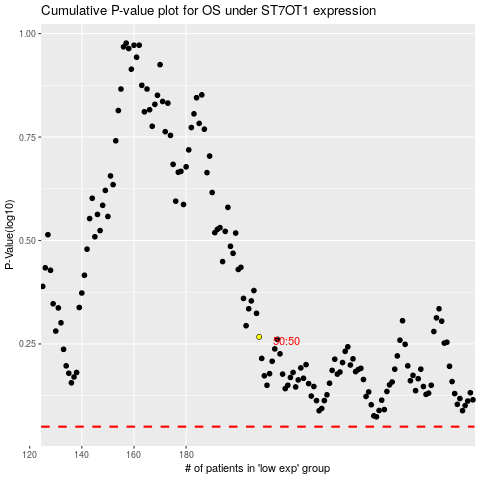 Cumulative P-value plot for OS under ST7OT1 expression
P-Value(log10)
1.00
0.75
0.50
0.25
50:50
120 140 160 180
# of patients in 'low exp' group